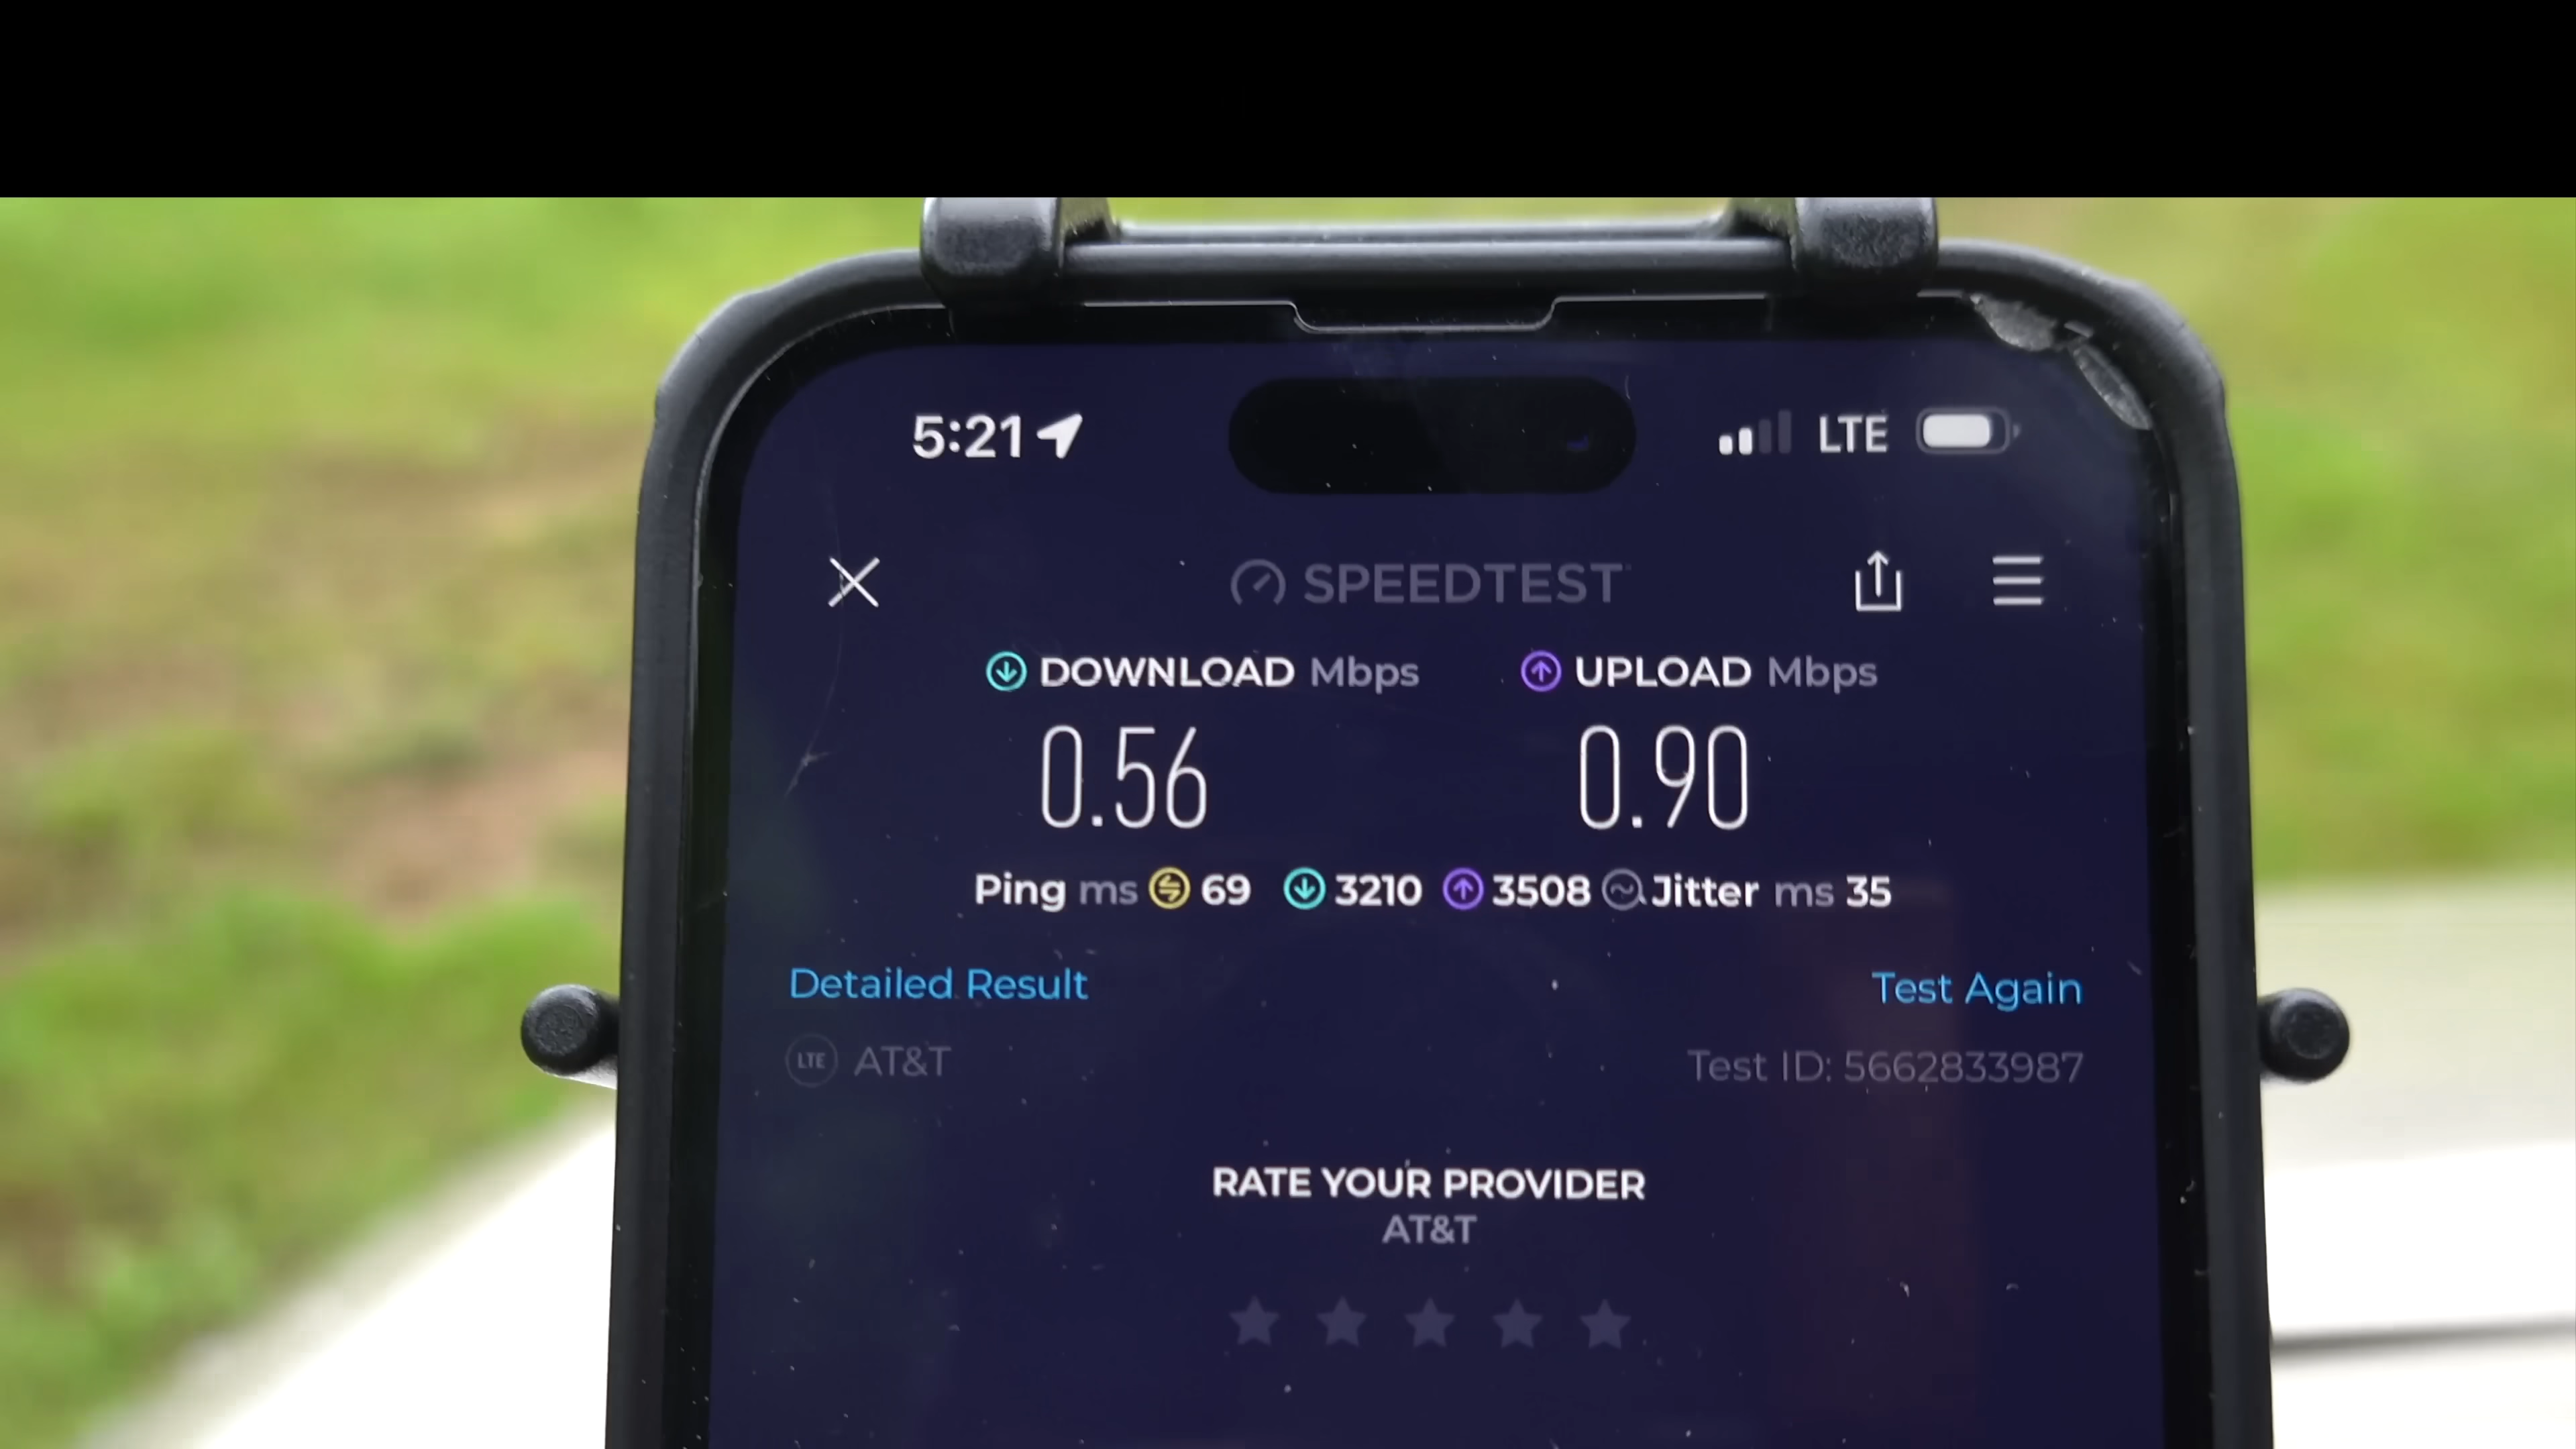 5:21 LTE
SPEEDTEST
DOWNLOAD Mbps UPLOAD Mbps
0.56 0.90
Ping ms 69 3210 3508 Jitter ms 35
Detailed Result Test Again
LTE AT&T Test ID: 5662833987
RATE YOUR PROVIDER
AT&T